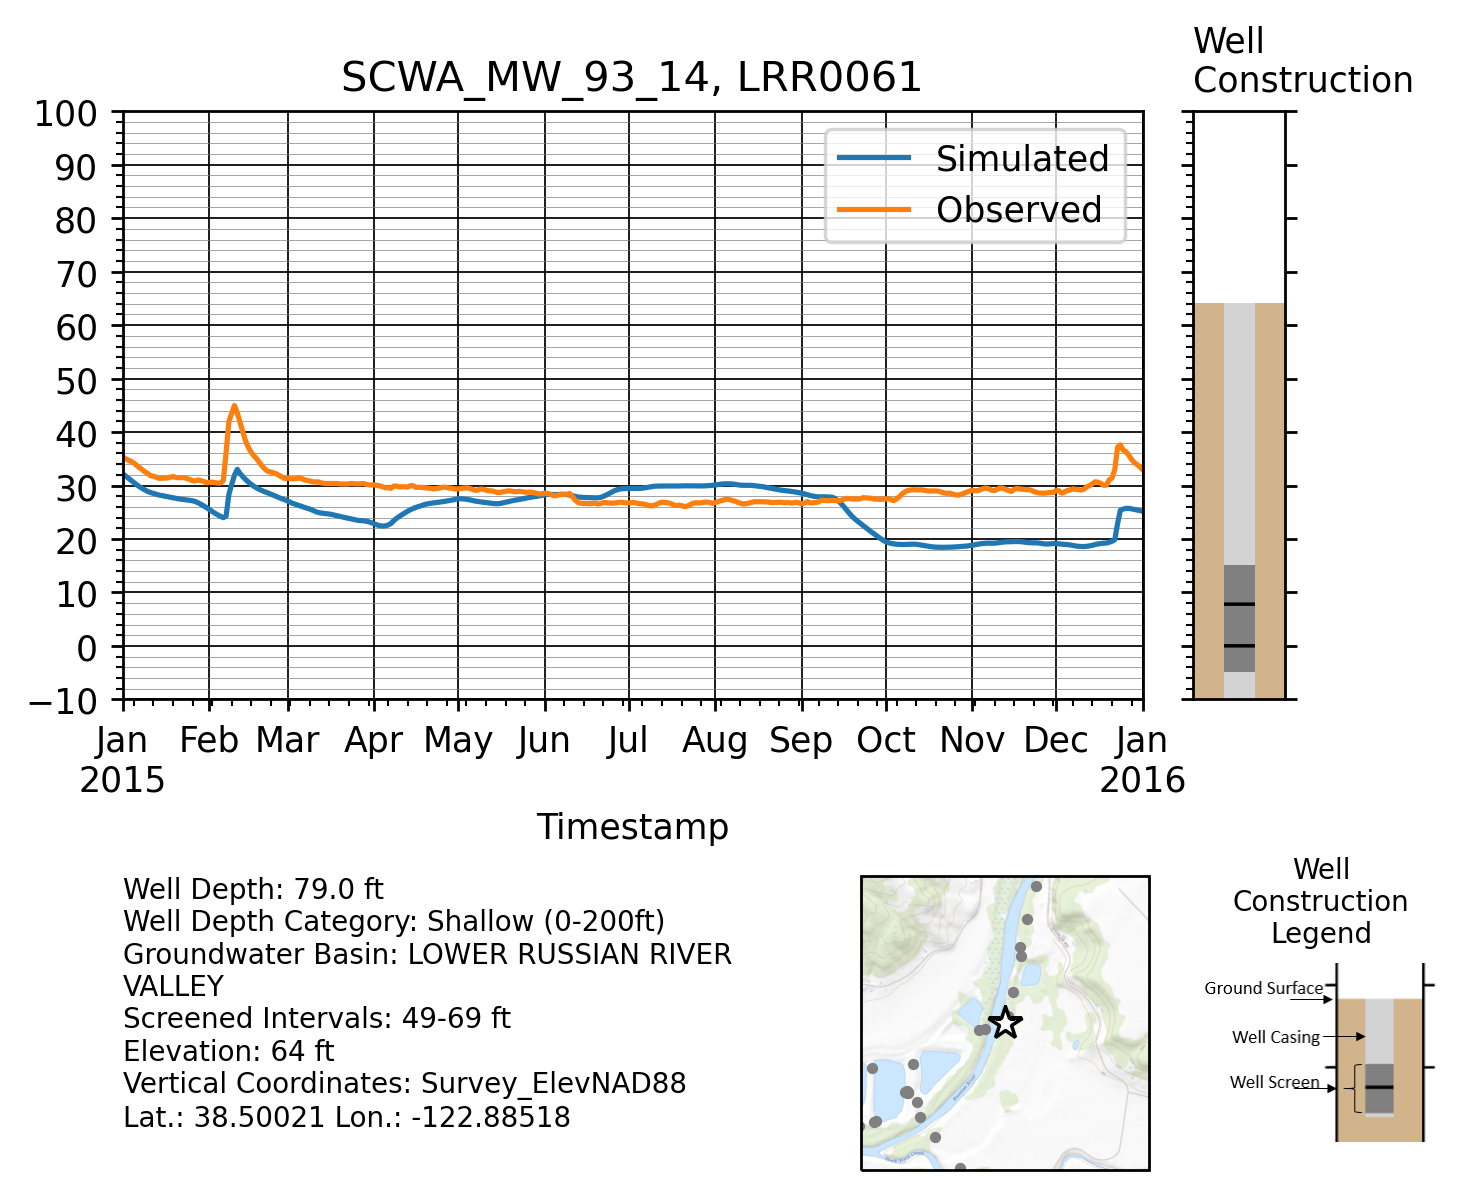 Well
Construction
SCWA_MW_93_14, LRR0061
100
90
80
70
60
50
40
30
20
10
0
−10
Simulated
Observed
Jan
2015
Feb
Mar
Apr
May
Jun
Jul
Aug
Sep
Oct
Nov
Dec
Jan
2016
Timestamp
Well Depth: 79.0 ft
Well Depth Category: Shallow (0-200ft)
Groundwater Basin: LOWER RUSSIAN RIVER
VALLEY
Screened Intervals: 49-69 ft
Elevation: 64 ft
Vertical Coordinates: Survey_ElevNAD88
Lat.: 38.50021 Lon.: -122.88518
Well
Construction
Legend
Ground Surface
Well Casing
Well Screen